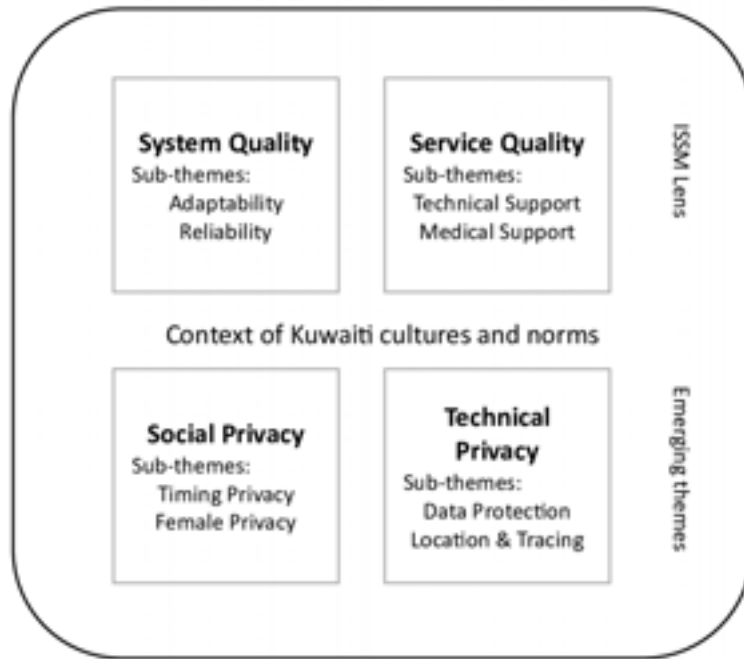 System Quality
Sub-themes:
Adaptability
Reliability
Service Quality
Sub-themes:
Technical Support
Medical Support
ISSM Lens
Context of Kuwaiti cultures and norms
Social Privacy
Sub-themes:
Timing Privacy
Female Privacy
Technical
Privacy
Sub-themes:
Data Protection
Location & Tracing
Emerging themes